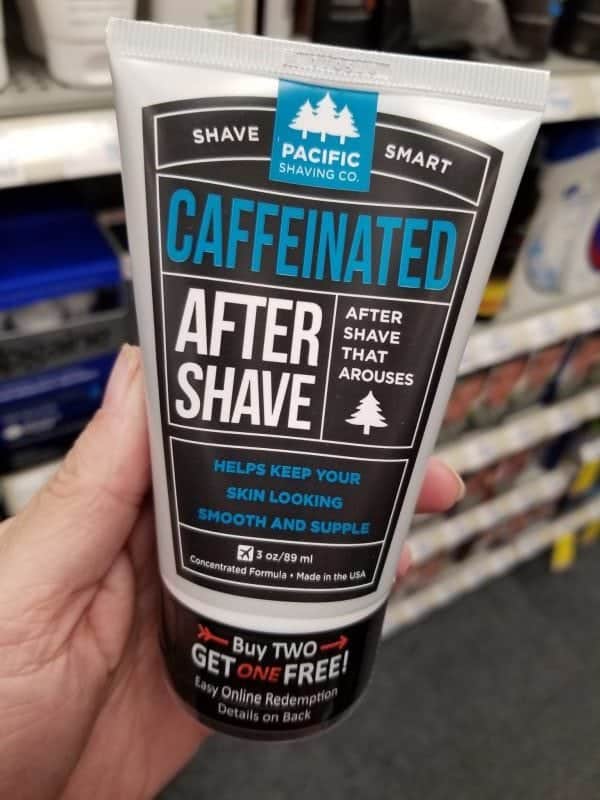 SHAVE
PACIFIC
SHAVING CO.
SMART
CAFFEINATED
AFTER
SHAVE
AFTER
SHAVE
THAT
AROUSES
HELPS KEEP YOUR
SKIN LOOKING
SMOOTH AND SUPPLE
3 oz/89 ml
Concentrated Formula • Made in the USA
Buy TWO
GET ONE FREE!
Easy Online Redemption
Details on Back